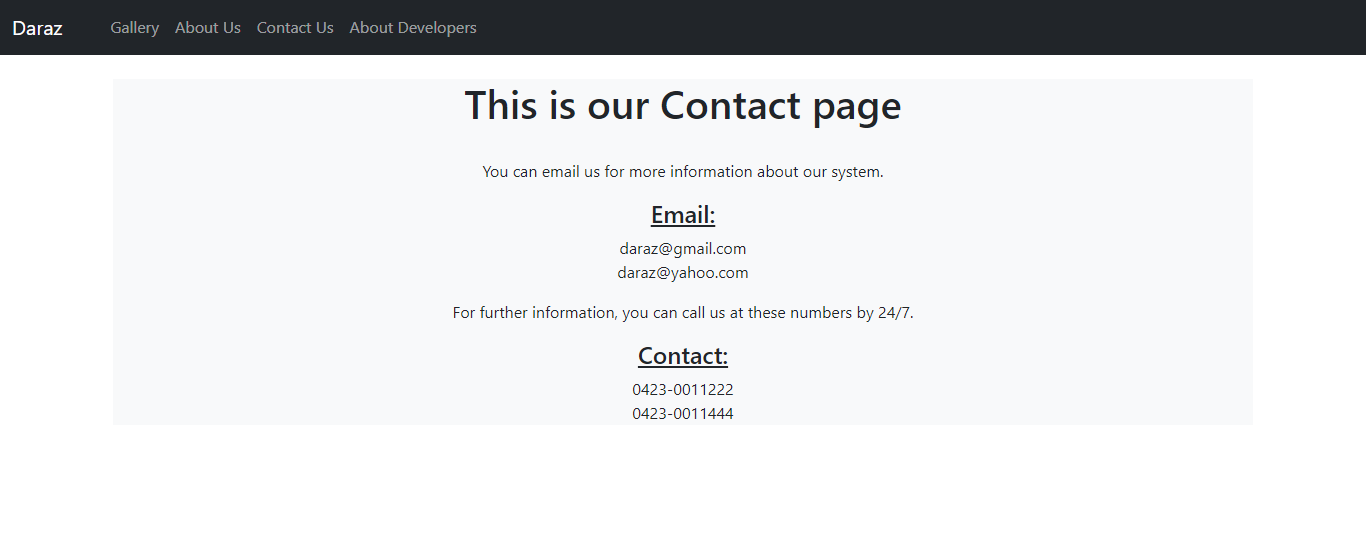 Daraz Gallery About Us Contact Us About Developers
This is our Contact page
You can email us for more information about our system.
Email:
daraz@gmail.com
daraz@yahoo.com
For further information, you can call us at these numbers by 24/7.
Contact:
0423-0011222
0423-0011444